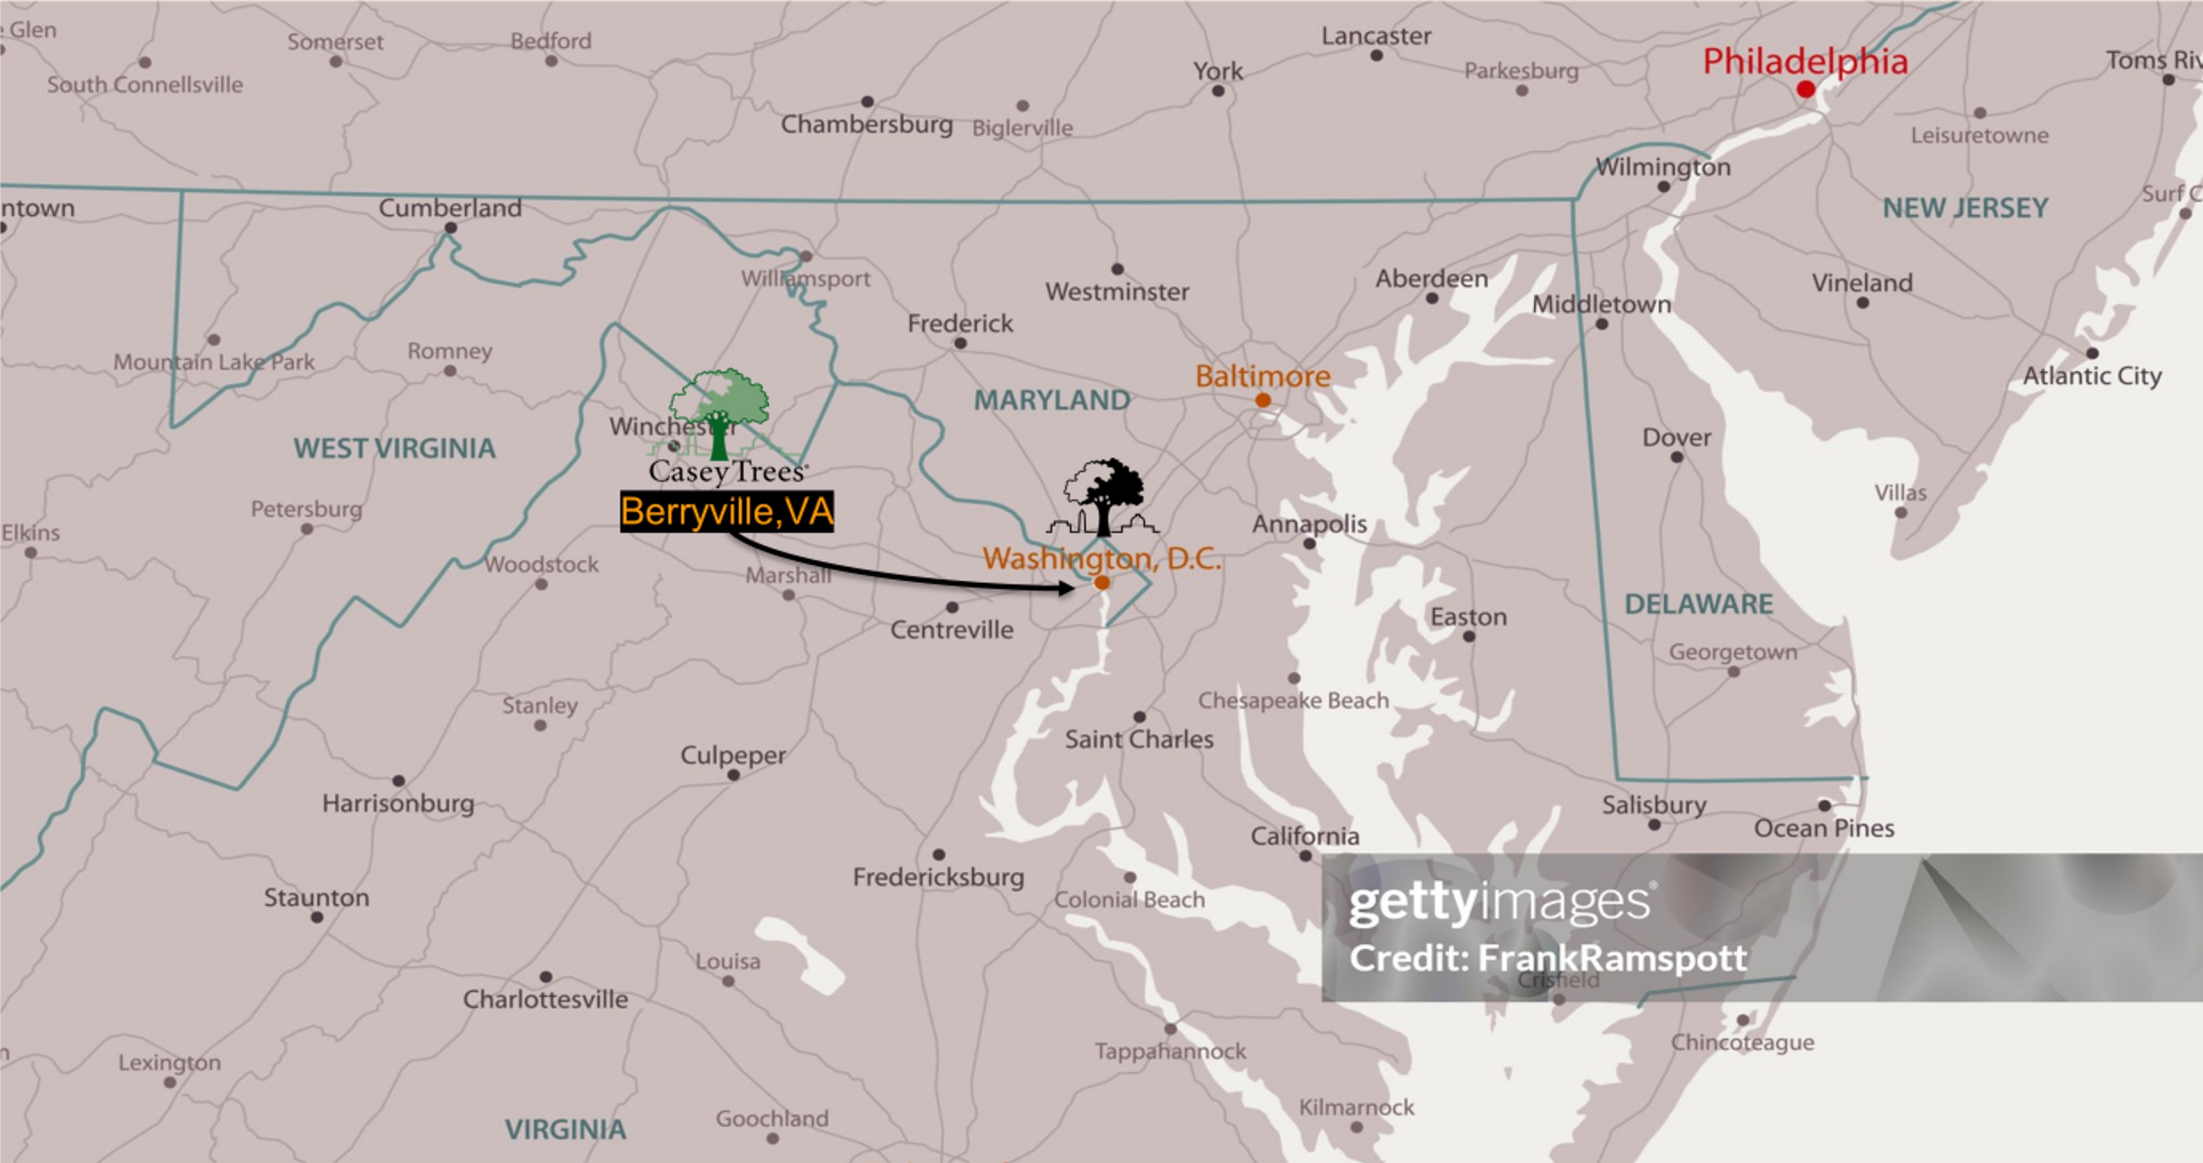 Glen
Somerset
Bedford
South Connellsville
Lancaster
York
Parkesburg
Philadelphia
Toms Riv
Chambersburg
Biglerville
Leisuretowne
Wilmington
ntown
Cumberland
NEW JERSEY
Surf C
Williamsport
Westminster
Aberdeen
Middletown
Vineland
Frederick
Mountain Lake Park
Romney
Baltimore
Atlantic City
MARYLAND
Winchester
WEST VIRGINIA
Dover
Casey Trees
Berryville,VA
Petersburg
Villas
Elkins
Annapolis
Washington, D.C.
Woodstock
Marshall
Centreville
Easton
DELAWARE
Georgetown
Stanley
Chesapeake Beach
Saint Charles
Culpeper
Harrisonburg
Salisbury
Ocean Pines
California
Fredericksburg
Colonial Beach
Staunton
gettyimages®
Credit: FrankRamspott
Louisa
Crisfield
Charlottesville
Lexington
Tappahannock
Chincoteague
Kilmarnock
VIRGINIA
Goochland